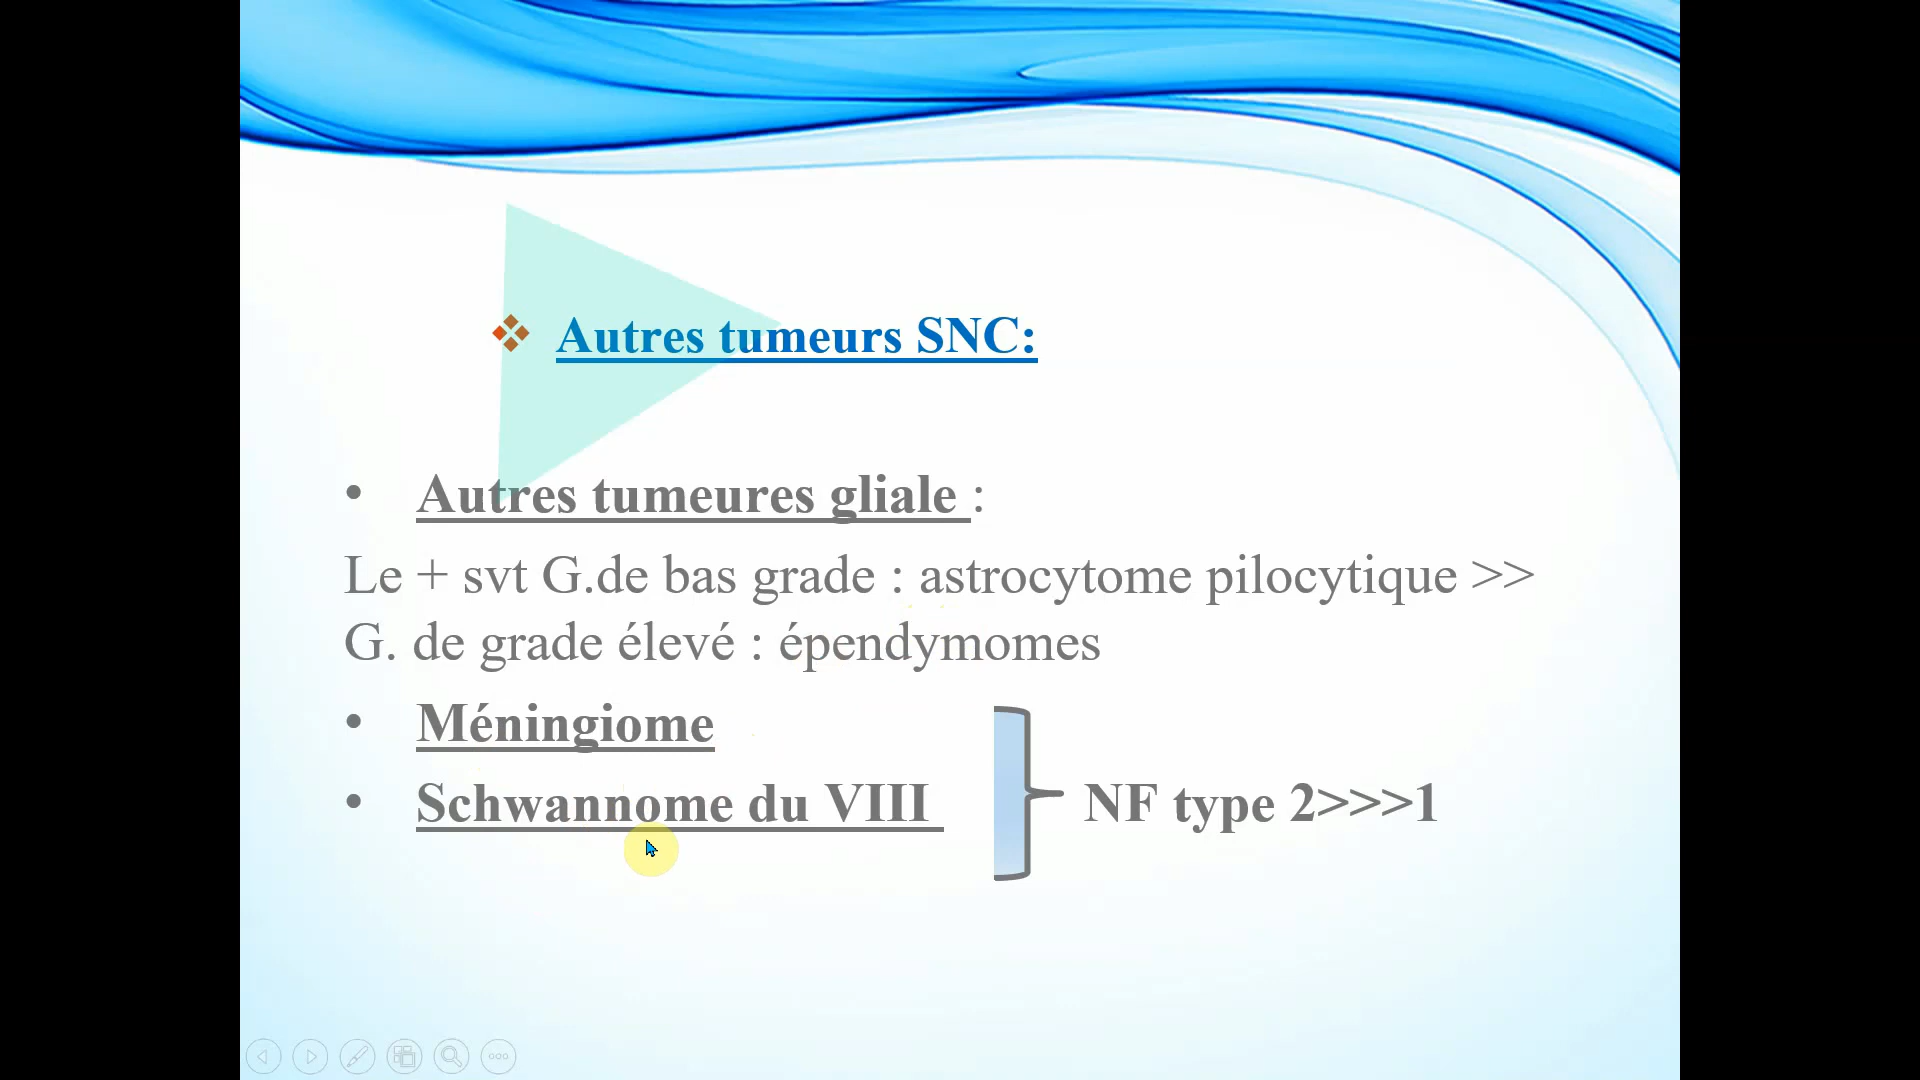 Autres tumeurs SNC:
• Autres tumeures gliale :
Le + svt G.de bas grade : astrocytome pilocytique >>
G. de grade élevé : épendymomes
• Méningiome
• Schwannome du VIII
NF type 2>>>1